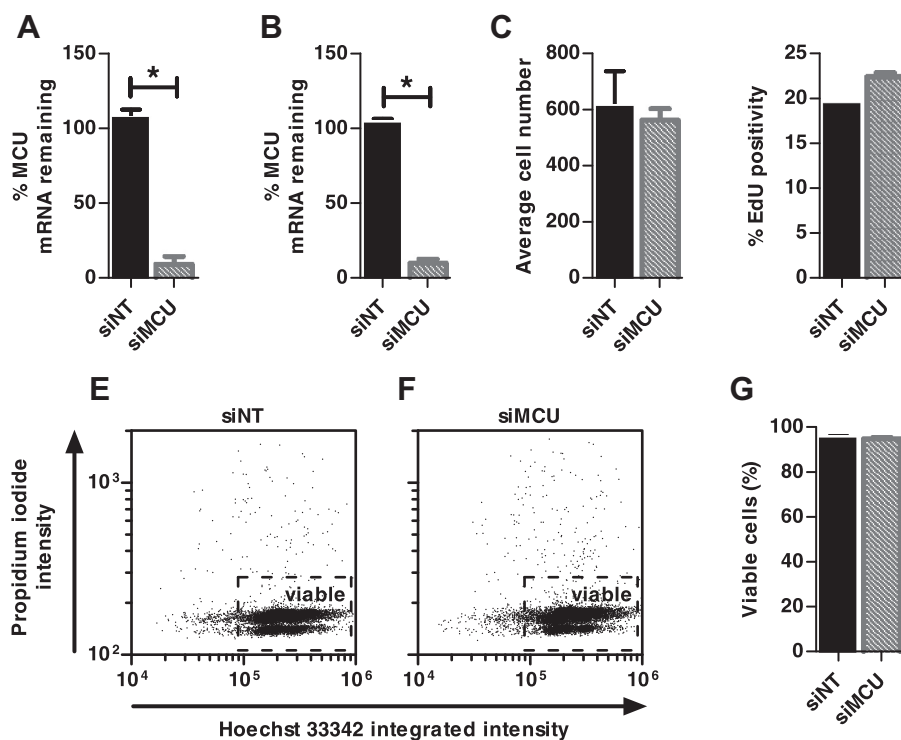 A
150
100
50
0
% MCU
mRNA remaining
*
siNT
siMCU
B
150
100
50
0
% MCU
mRNA remaining
*
siNT
siMCU
C
800
600
400
200
0
Average cell number
siNT
siMCU
25
20
15
10
5
0
% EdU positivity
siNT
siMCU
E
siNT
Propidium iodide
intensity
10³
10²
viable
10⁴
10⁵
10⁶
F
siMCU
viable
10⁴
10⁵
10⁶
Hoechst 33342 integrated intensity
G
100
80
60
40
20
0
Viable cells (%)
siNT
siMCU